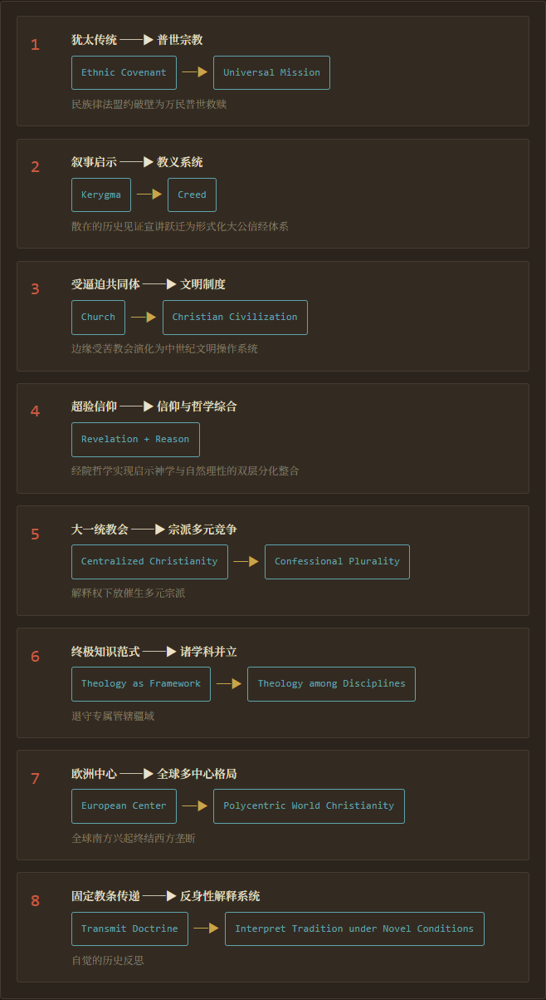 1
犹太传统 ──▶ 普世宗教
Ethnic Covenant ──▶ Universal Mission
民族律法盟约破壁为万民普世救赎
2
叙事启示 ──▶ 教义系统
Kerygma ──▶ Creed
散在的历史见证宣讲跃迁为形式化大公信经体系
3
受逼迫共同体 ──▶ 文明制度
Church ──▶ Christian Civilization
边缘受苦教会演化为中世纪文明操作系统
4
超验信仰 ──▶ 信仰与哲学综合
Revelation + Reason
经院哲学实现启示神学与自然理性的双层分化整合
5
大一统教会 ──▶ 宗派多元竞争
Centralized Christianity ──▶ Confessional Plurality
解释权下放催生多元宗派
6
终极知识范式 ──▶ 诸学科并立
Theology as Framework ──▶ Theology among Disciplines
退守专属管辖疆域
7
欧洲中心 ──▶ 全球多中心格局
European Center ──▶ Polycentric World Christianity
全球南方兴起终结西方垄断
8
固定教条传递 ──▶ 反身性解释系统
Transmit Doctrine ──▶ Interpret Tradition under Novel Conditions
自觉的历史反思